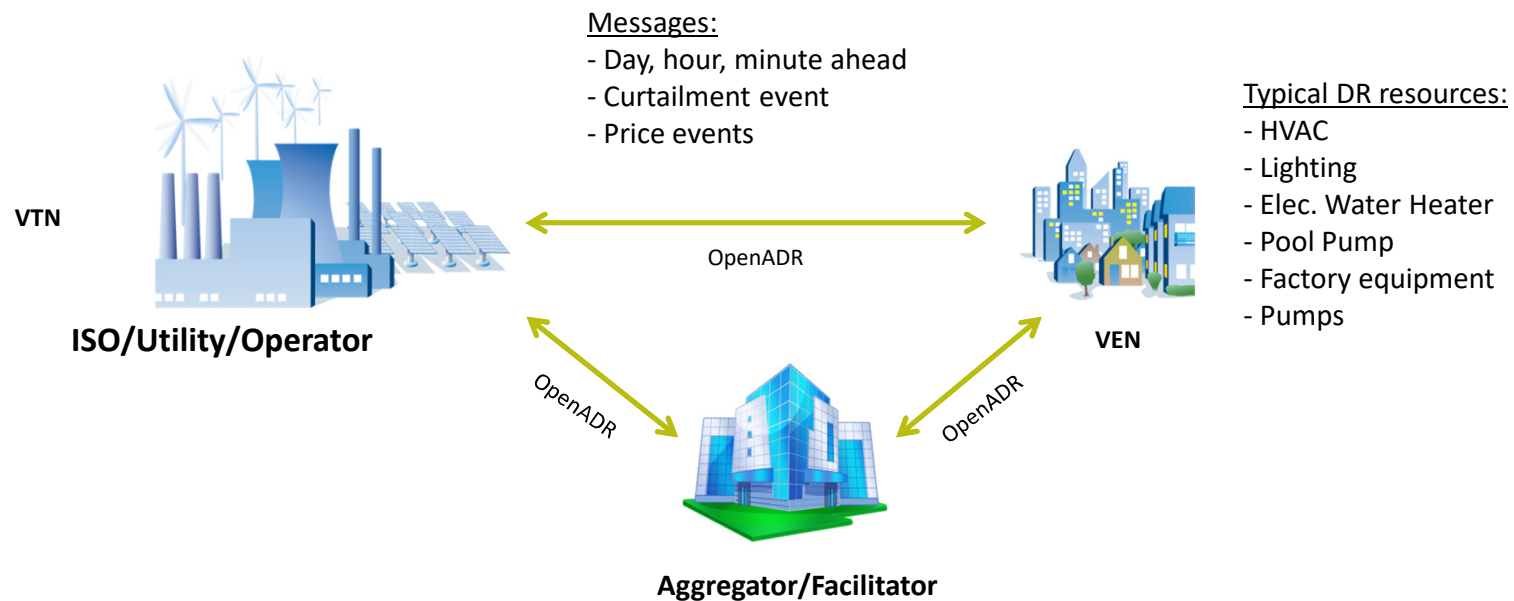 Messages:
- Day, hour, minute ahead
- Curtailment event
- Price events
Typical DR resources:
- HVAC
- Lighting
- Elec. Water Heater
- Pool Pump
- Factory equipment
- Pumps
VTN
OpenADR
ISO/Utility/Operator
VEN
OpenADR
OpenADR
Aggregator/Facilitator